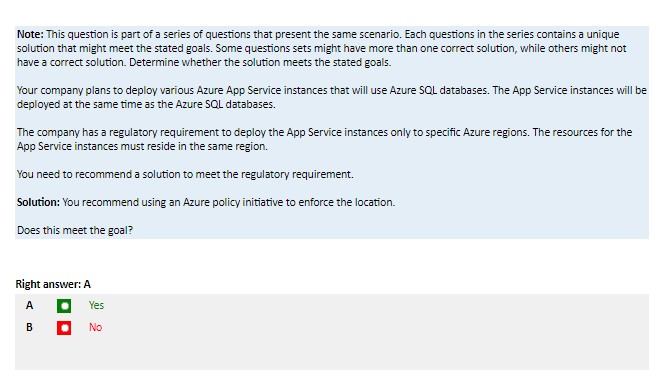 Note: This question is part of a series of questions that present the same scenario. Each questions in the series contains a unique
solution that might meet the stated goals. Some questions sets might have more than one correct solution, while others might not
have a correct solution. Determine whether the solution meets the stated goals.
Your company plans to deploy various Azure App Service instances that will use Azure SQL databases. The App Service instances will be
deployed at the same time as the Azure SQL databases.
The company has a regulatory requirement to deploy the App Service instances only to specific Azure regions. The resources for the
App Service instances must reside in the same region.
You need to recommend a solution to meet the regulatory requirement.
Solution: You recommend using an Azure policy initiative to enforce the location.
Does this meet the goal?
Right answer: A
A Yes
B No